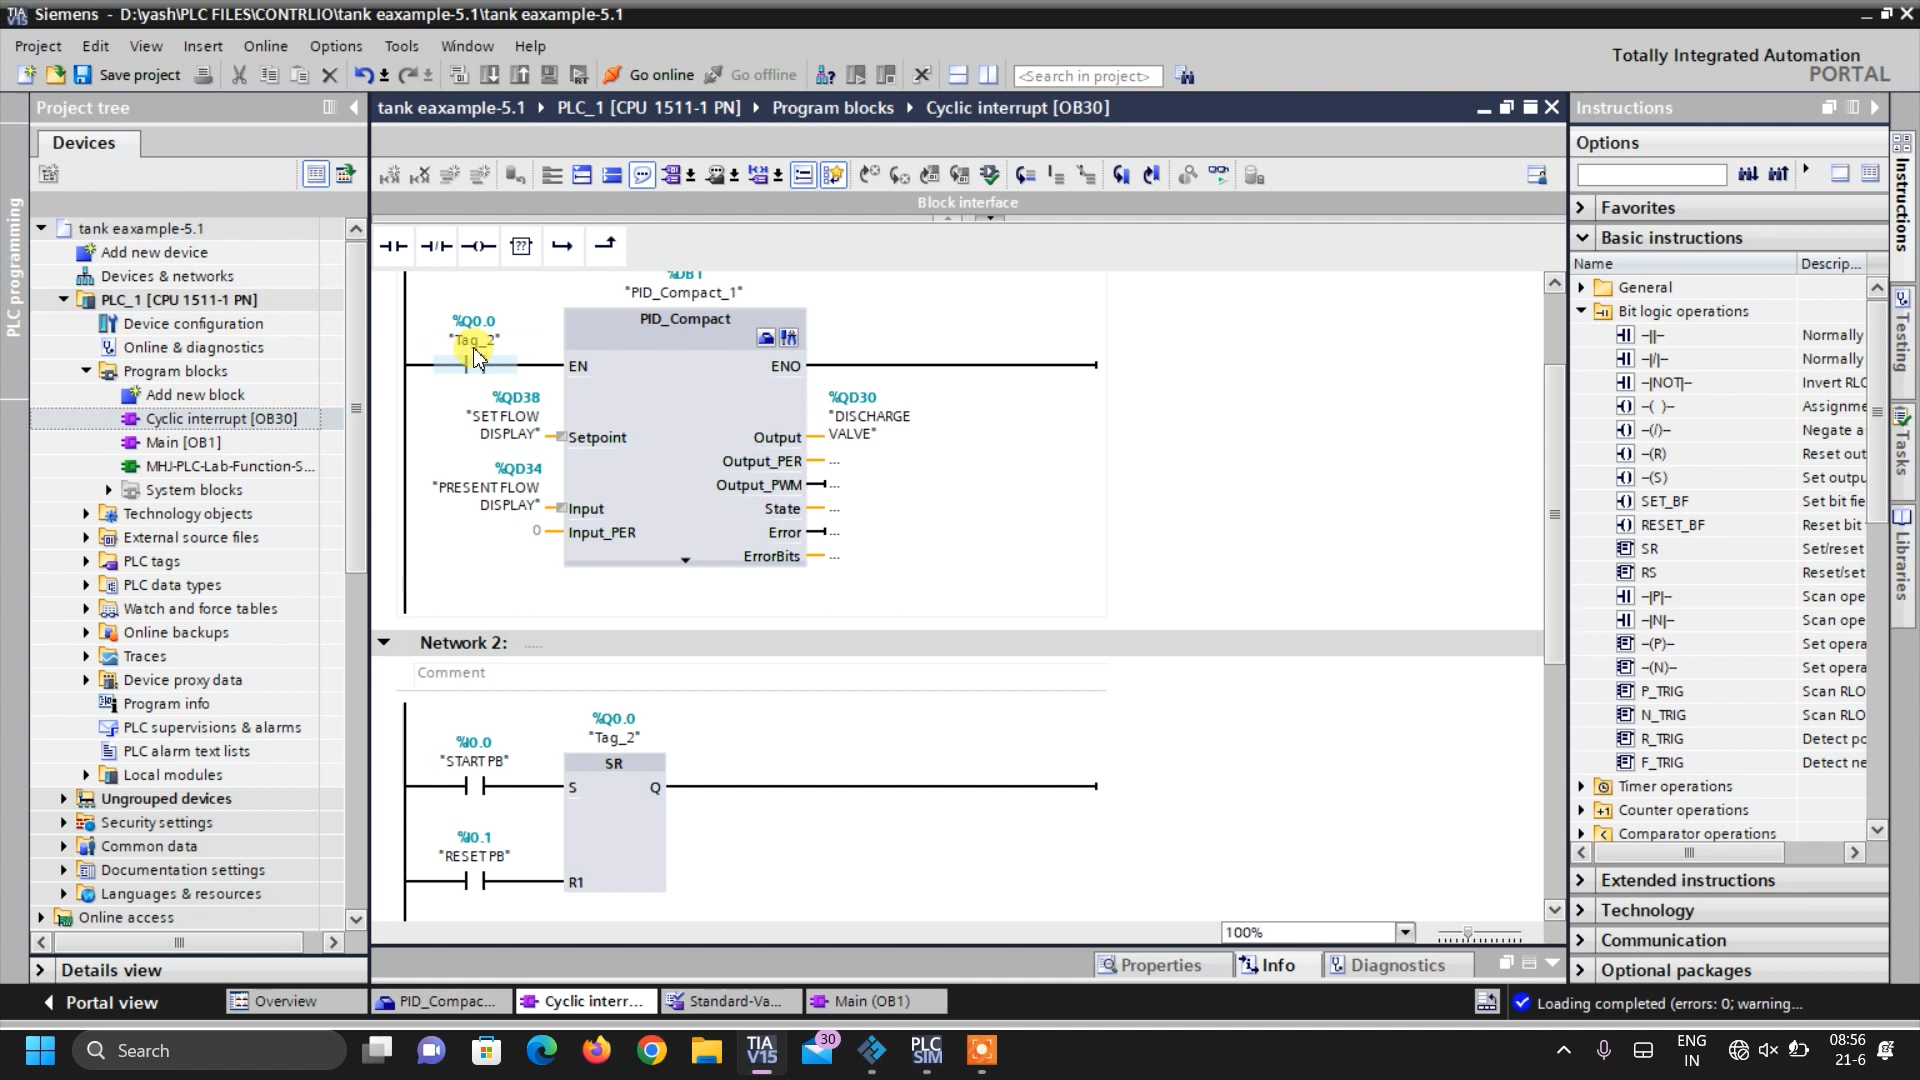 Siemens - D:\yash\PLC FILES\CONTRLIO\tank eaxample-5.1\tank eaxample-5.1
Project Edit View Insert Online Options Tools Window Help
Totally Integrated Automation
PORTAL
Save project
Go online
Go offline
<Search in project>
Project tree
tank eaxample-5.1 PLC_1 [CPU 1511-1 PN] Program blocks Cyclic interrupt [OB30]
Instructions
Devices
Options
Block interface
PLC programming
tank eaxample-5.1
Add new device
Devices & networks
PLC_1 [CPU 1511-1 PN]
Device configuration
Online & diagnostics
Program blocks
Add new block
Cyclic interrupt [OB30]
Main [OB1]
MHJ-PLC-Lab-Function-S...
System blocks
Technology objects
External source files
PLC tags
PLC data types
Watch and force tables
Online backups
Traces
Device proxy data
Program info
PLC supervisions & alarms
PLC alarm text lists
Local modules
Ungrouped devices
Security settings
Common data
Documentation settings
Languages & resources
Online access
Details view
%DB1
"PID_Compact_1"
PID_Compact
%Q0.0
"Tag_2"
EN ENO
%QD38
"SET FLOW
DISPLAY"
Setpoint
%QD30
"DISCHARGE
VALVE"
Output
%QD34
"PRESENT FLOW
DISPLAY"
Input
0 Input_PER
Output_PER ...
Output_PWM ...
State ...
Error ...
ErrorBits ...
Network 2: .....
Comment
%Q0.0
"Tag_2"
%I0.0
"START PB"
SR
S Q
%I0.1
"RESET PB"
R1
100%
Properties
Info
Diagnostics
Favorites
Basic instructions
Name Descrip...
General
Bit logic operations
-||- Normally
-|/|- Normally
-|NOT|- Invert RLO
-( )- Assignme
-(/)- Negate a
-(R) Reset out
-(S) Set outpu
SET_BF Set bit fie
RESET_BF Reset bit
SR Set/reset
RS Reset/set
-|P|- Scan ope
-|N|- Scan ope
-(P)- Set opera
-(N)- Set opera
P_TRIG Scan RLO
N_TRIG Scan RLO
R_TRIG Detect po
F_TRIG Detect ne
Timer operations
Counter operations
Comparator operations
Extended instructions
Technology
Communication
Optional packages
Instructions
Testing
Tasks
Libraries
Portal view
Overview
PID_Compac...
Cyclic interr...
Standard-Va...
Main (OB1)
Loading completed (errors: 0; warning...
Search
TIA
V15
30
PLC
SIM
ENG
IN
08:56
21-6